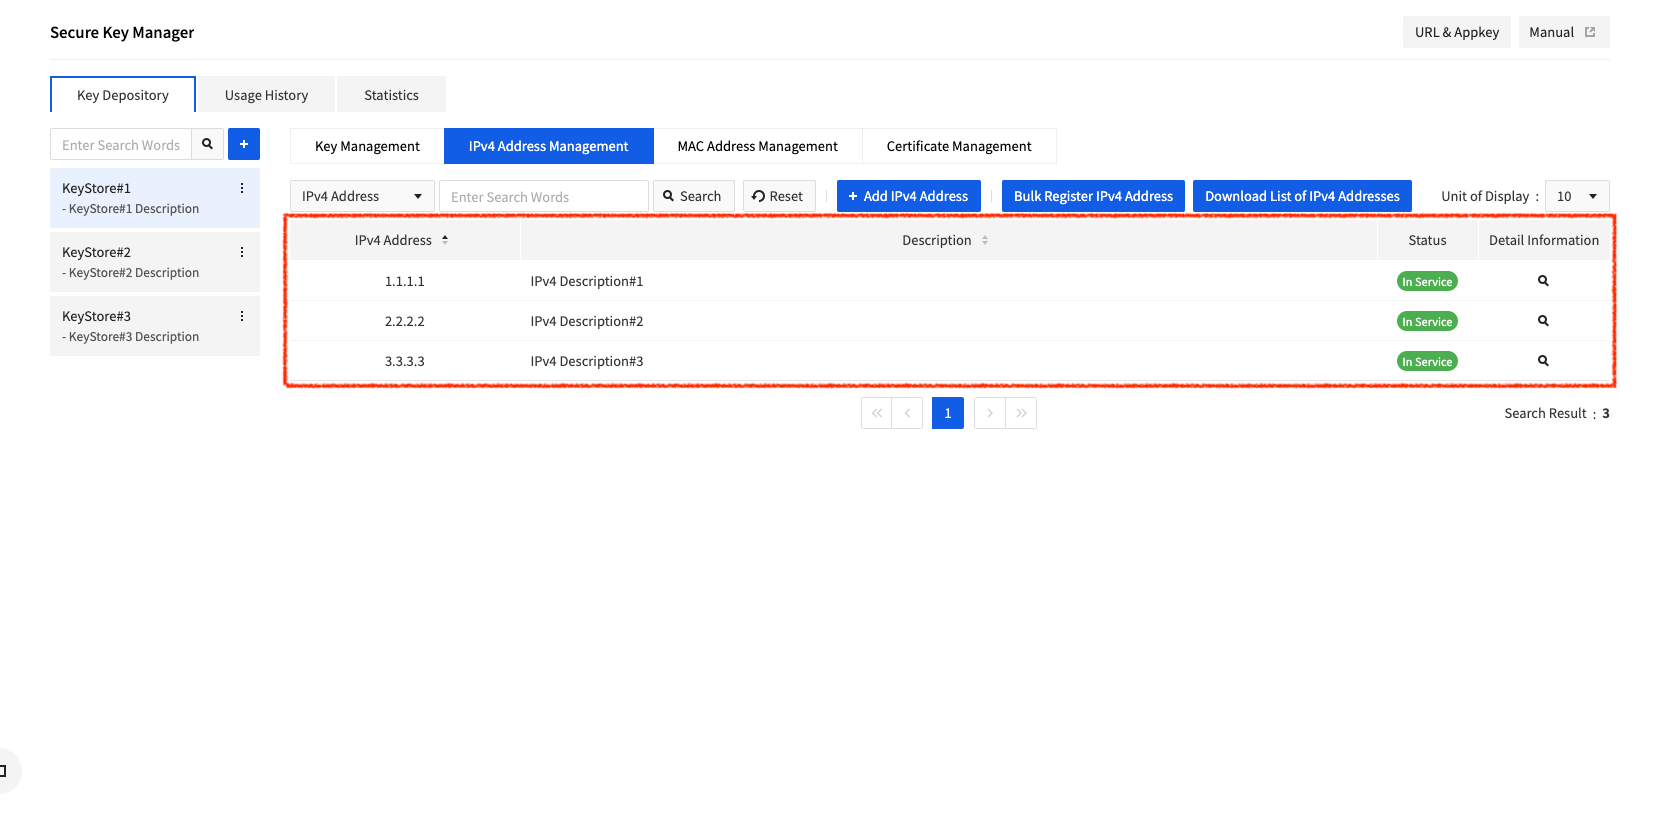 Secure Key Manager
URL & Appkey
Manual
Key Depository
Usage History
Statistics
Enter Search Words
+
KeyStore#1
- KeyStore#1 Description
KeyStore#2
- KeyStore#2 Description
KeyStore#3
- KeyStore#3 Description
Key Management
IPv4 Address Management
MAC Address Management
Certificate Management
IPv4 Address
Enter Search Words
Search
Reset
+ Add IPv4 Address
Bulk Register IPv4 Address
Download List of IPv4 Addresses
Unit of Display : 10
IPv4 Address Description Status Detail Information
1.1.1.1 IPv4 Description#1 In Service
2.2.2.2 IPv4 Description#2 In Service
3.3.3.3 IPv4 Description#3 In Service
1
Search Result : 3